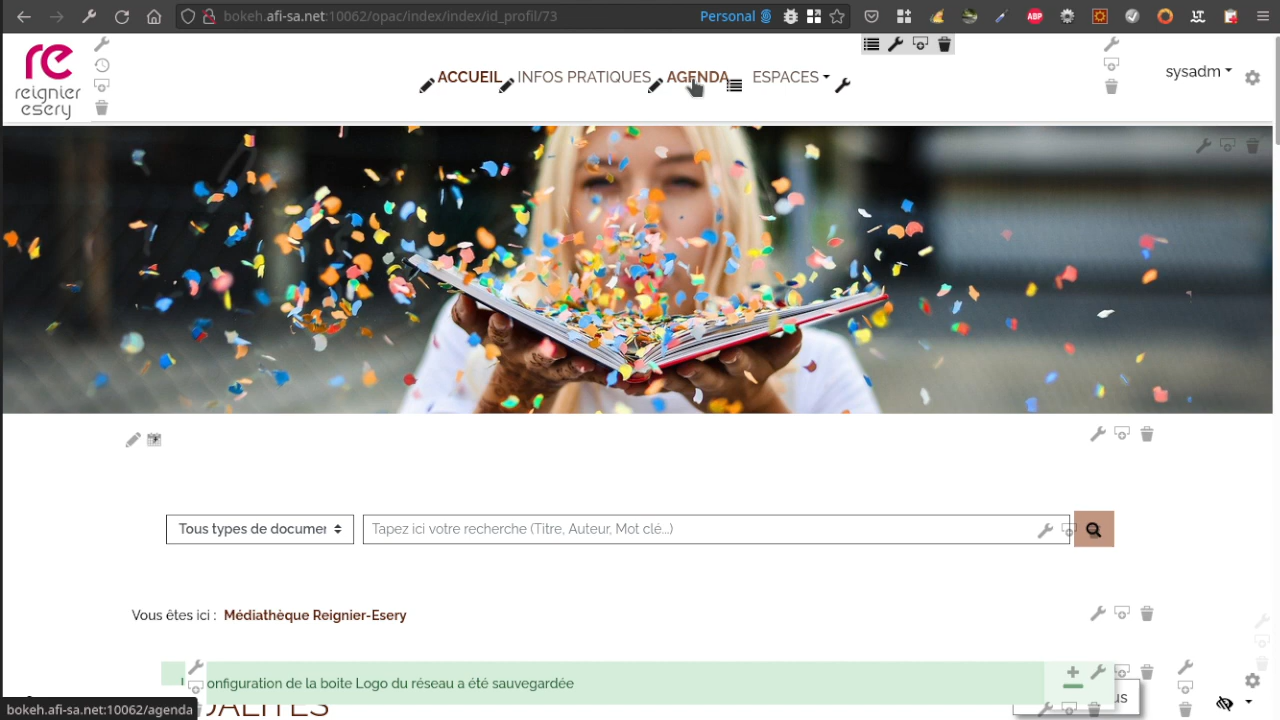 bokeh.afi-sa.net:10062/opac/index/index/id_profil/73
Personal
ABP
re
reignier
esery
ACCUEIL
INFOS PRATIQUES
AGENDA
ESPACES
sysadm
Tous types de documer
Tapez ici votre recherche (Titre, Auteur, Mot clé...)
Vous êtes ici : Médiathèque Reignier-Esery
onfiguration de la boite Logo du réseau a été sauvegardée
us
bokeh.afi-sa.net:10062/agenda